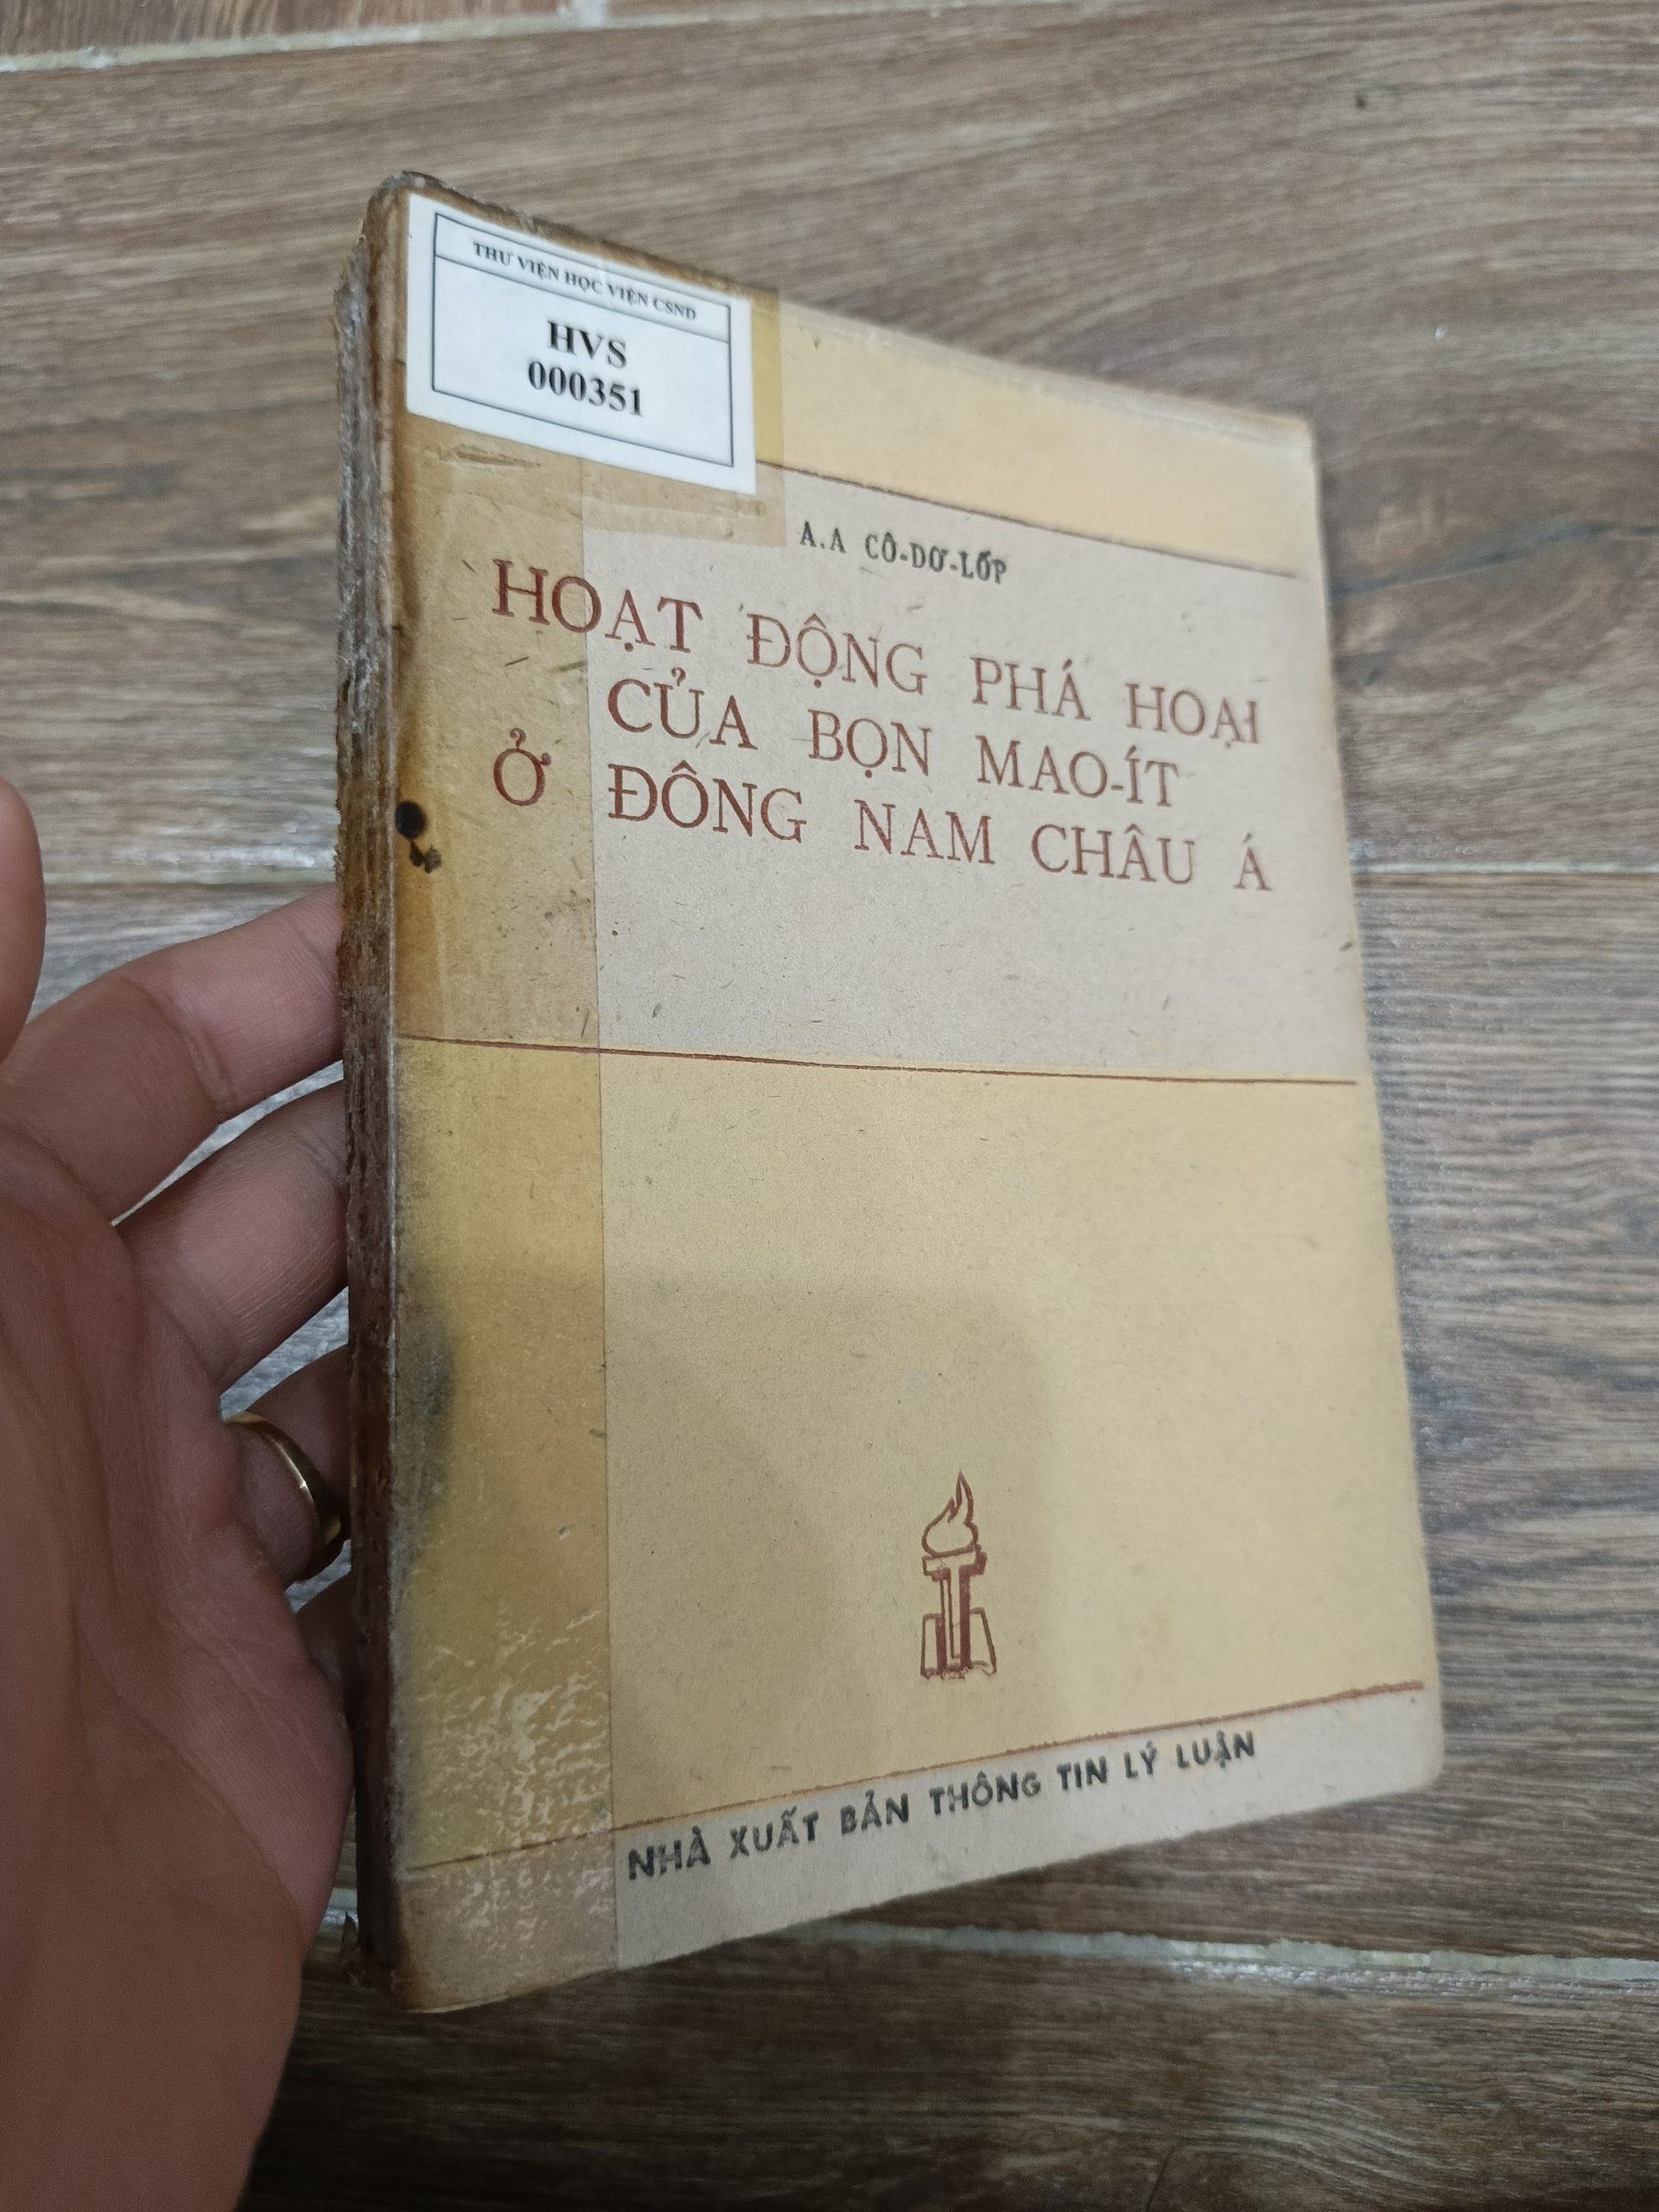 THƯ VIỆN HỌC VIỆN CSND
HVS
000351
A.A CÔ-DƠ-LỐP
HOẠT ĐỘNG PHÁ HOẠI
CỦA BỌN MAO-ÍT
Ở ĐÔNG NAM CHÂU Á
NHÀ XUẤT BẢN THÔNG TIN LÝ LUẬN